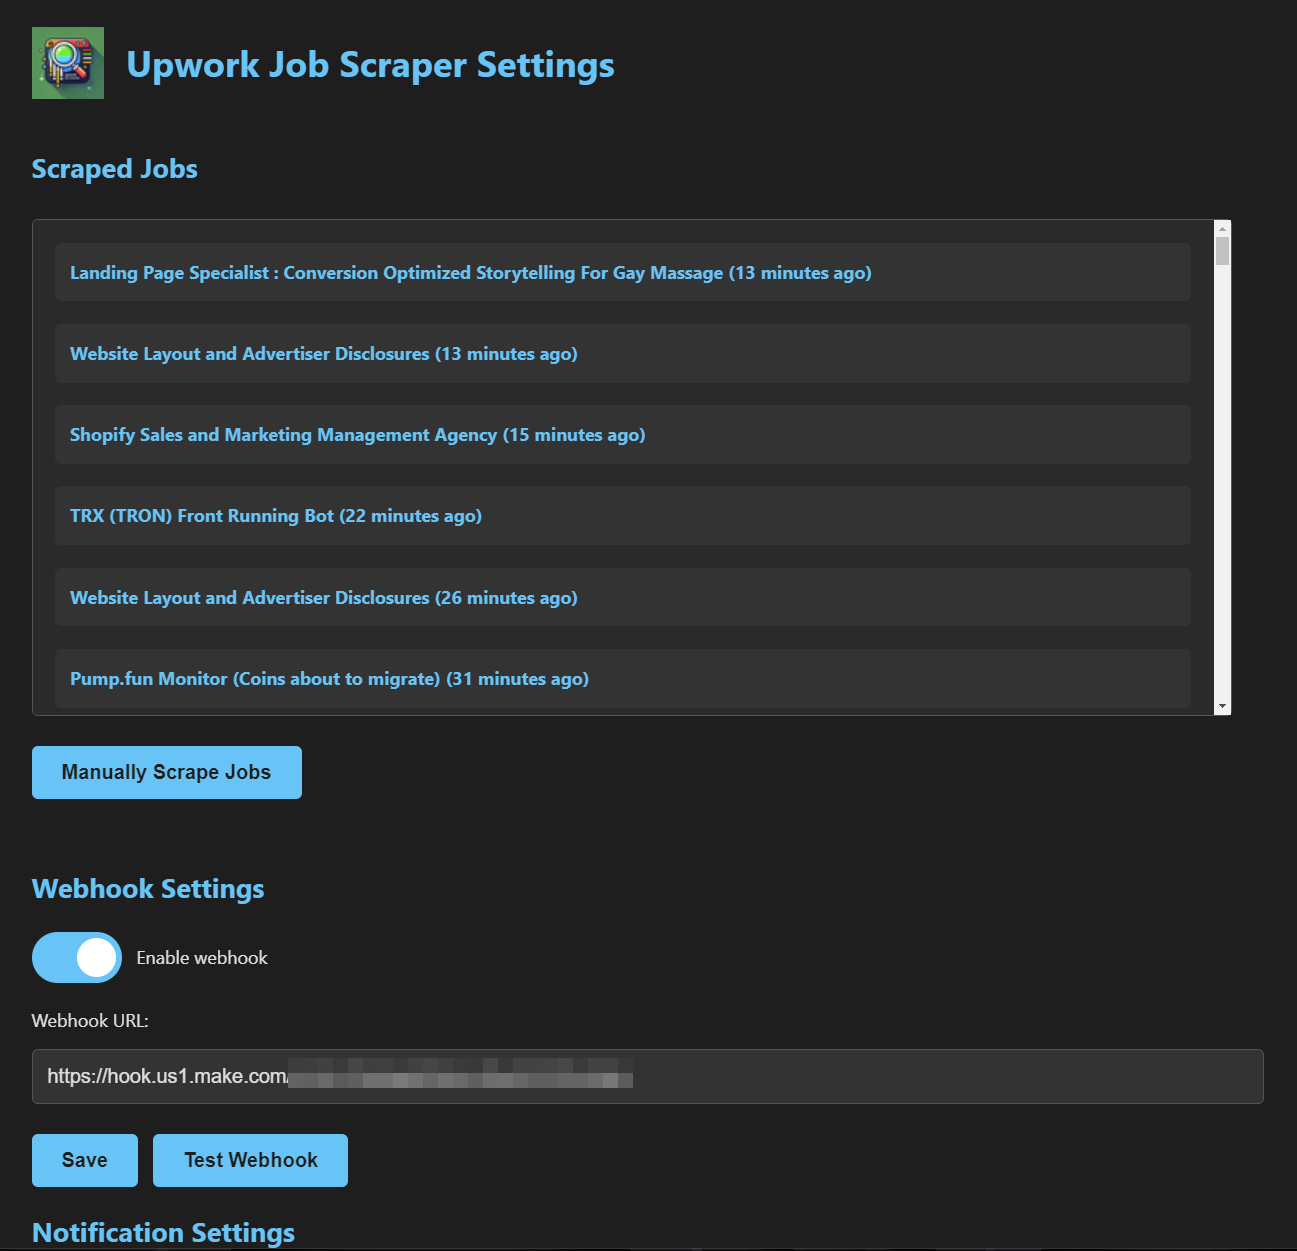 Upwork Job Scraper Settings
Scraped Jobs
Landing Page Specialist : Conversion Optimized Storytelling For Gay Massage (13 minutes ago)
Website Layout and Advertiser Disclosures (13 minutes ago)
Shopify Sales and Marketing Management Agency (15 minutes ago)
TRX (TRON) Front Running Bot (22 minutes ago)
Website Layout and Advertiser Disclosures (26 minutes ago)
Pump.fun Monitor (Coins about to migrate) (31 minutes ago)
Manually Scrape Jobs
Webhook Settings
Enable webhook
Webhook URL:
https://hook.us1.make.com/
Save
Test Webhook
Notification Settings